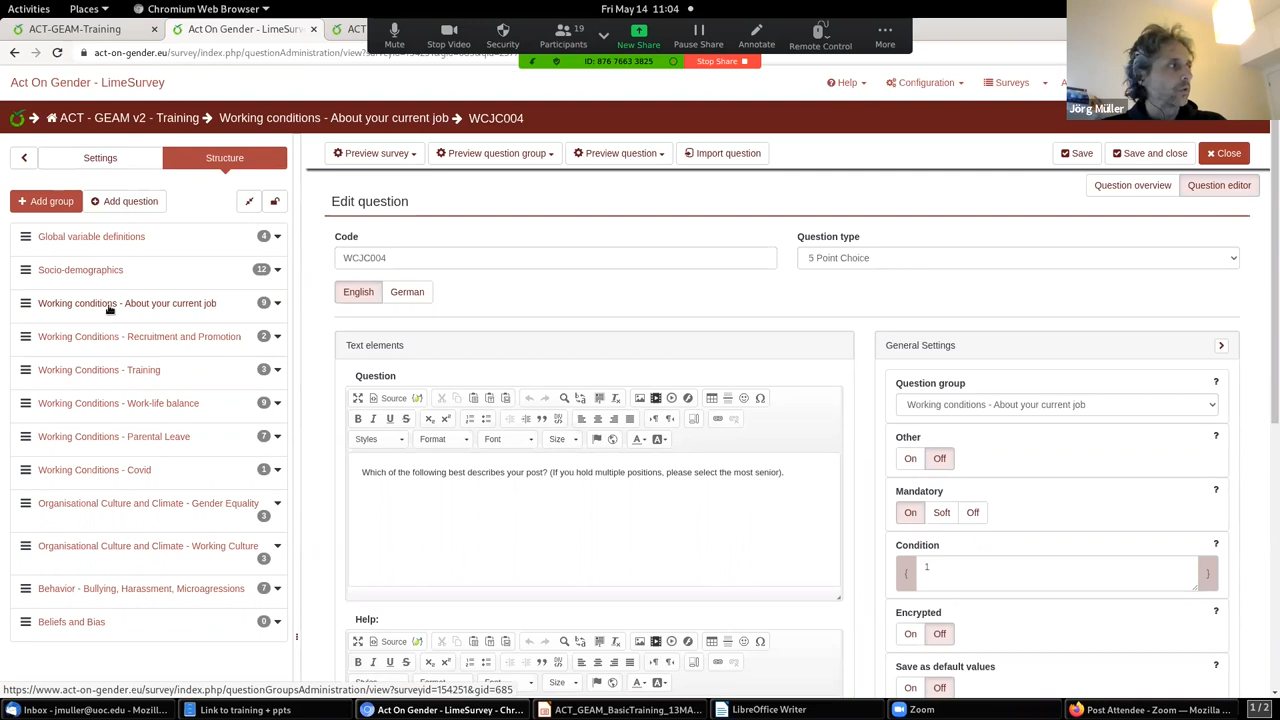 Activities Places Chromium Web Browser Fri May 14 11:04
ACT-GEAM-Training × Act On Gender - LimeSurv × ACT
act-on-gender.eu/survey/index.php/questionAdministration/view?surveyid=154251&gid=
Mute Stop Video Security Participants 19 New Share Pause Share Annotate Remote Control More
ID: 876 7663 3825 Stop Share
Jörg Müller
Act On Gender - LimeSurvey Help Configuration Surveys
ACT - GEAM v2 - Training Working conditions - About your current job WCJC004
Settings Structure
Preview survey Preview question group Preview question Import question Save Save and close Close
Question overview Question editor
Add group Add question
Edit question
Global variable definitions 4
Socio-demographics 12
Working conditions - About your current job 9
Working Conditions - Recruitment and Promotion 2
Working Conditions - Training 3
Working Conditions - Work-life balance 9
Working Conditions - Parental Leave 7
Working Conditions - Covid 1
Organisational Culture and Climate - Gender Equality
3
Organisational Culture and Climate - Working Culture
3
Behavior - Bullying, Harassment, Microagressions 7
Beliefs and Bias 0
Code
WCJC004
Question type
5 Point Choice
English German
Text elements
Question
Source
B I U S
Styles Format Font Size A A
Which of the following best describes your post? (If you hold multiple positions, please select the most senior).
Help:
Source
B I U S
Styles Format Font Size A A
General Settings
Question group ?
Working conditions - About your current job
Other ?
On Off
Mandatory ?
On Soft Off
Condition ?
{ 1 }
Encrypted ?
On Off
Save as default values ?
On Off
https://www.act-on-gender.eu/survey/index.php/questionGroupsAdministration/view?surveyid=154251&gid=685
Inbox - jmuller@uoc.edu - Mozill... Link to training + ppts Act On Gender - LimeSurvey - Chr... ACT_GEAM_BasicTraining_13MA... LibreOffice Writer Zoom Post Attendee - Zoom — Mozilla ... 1 / 2